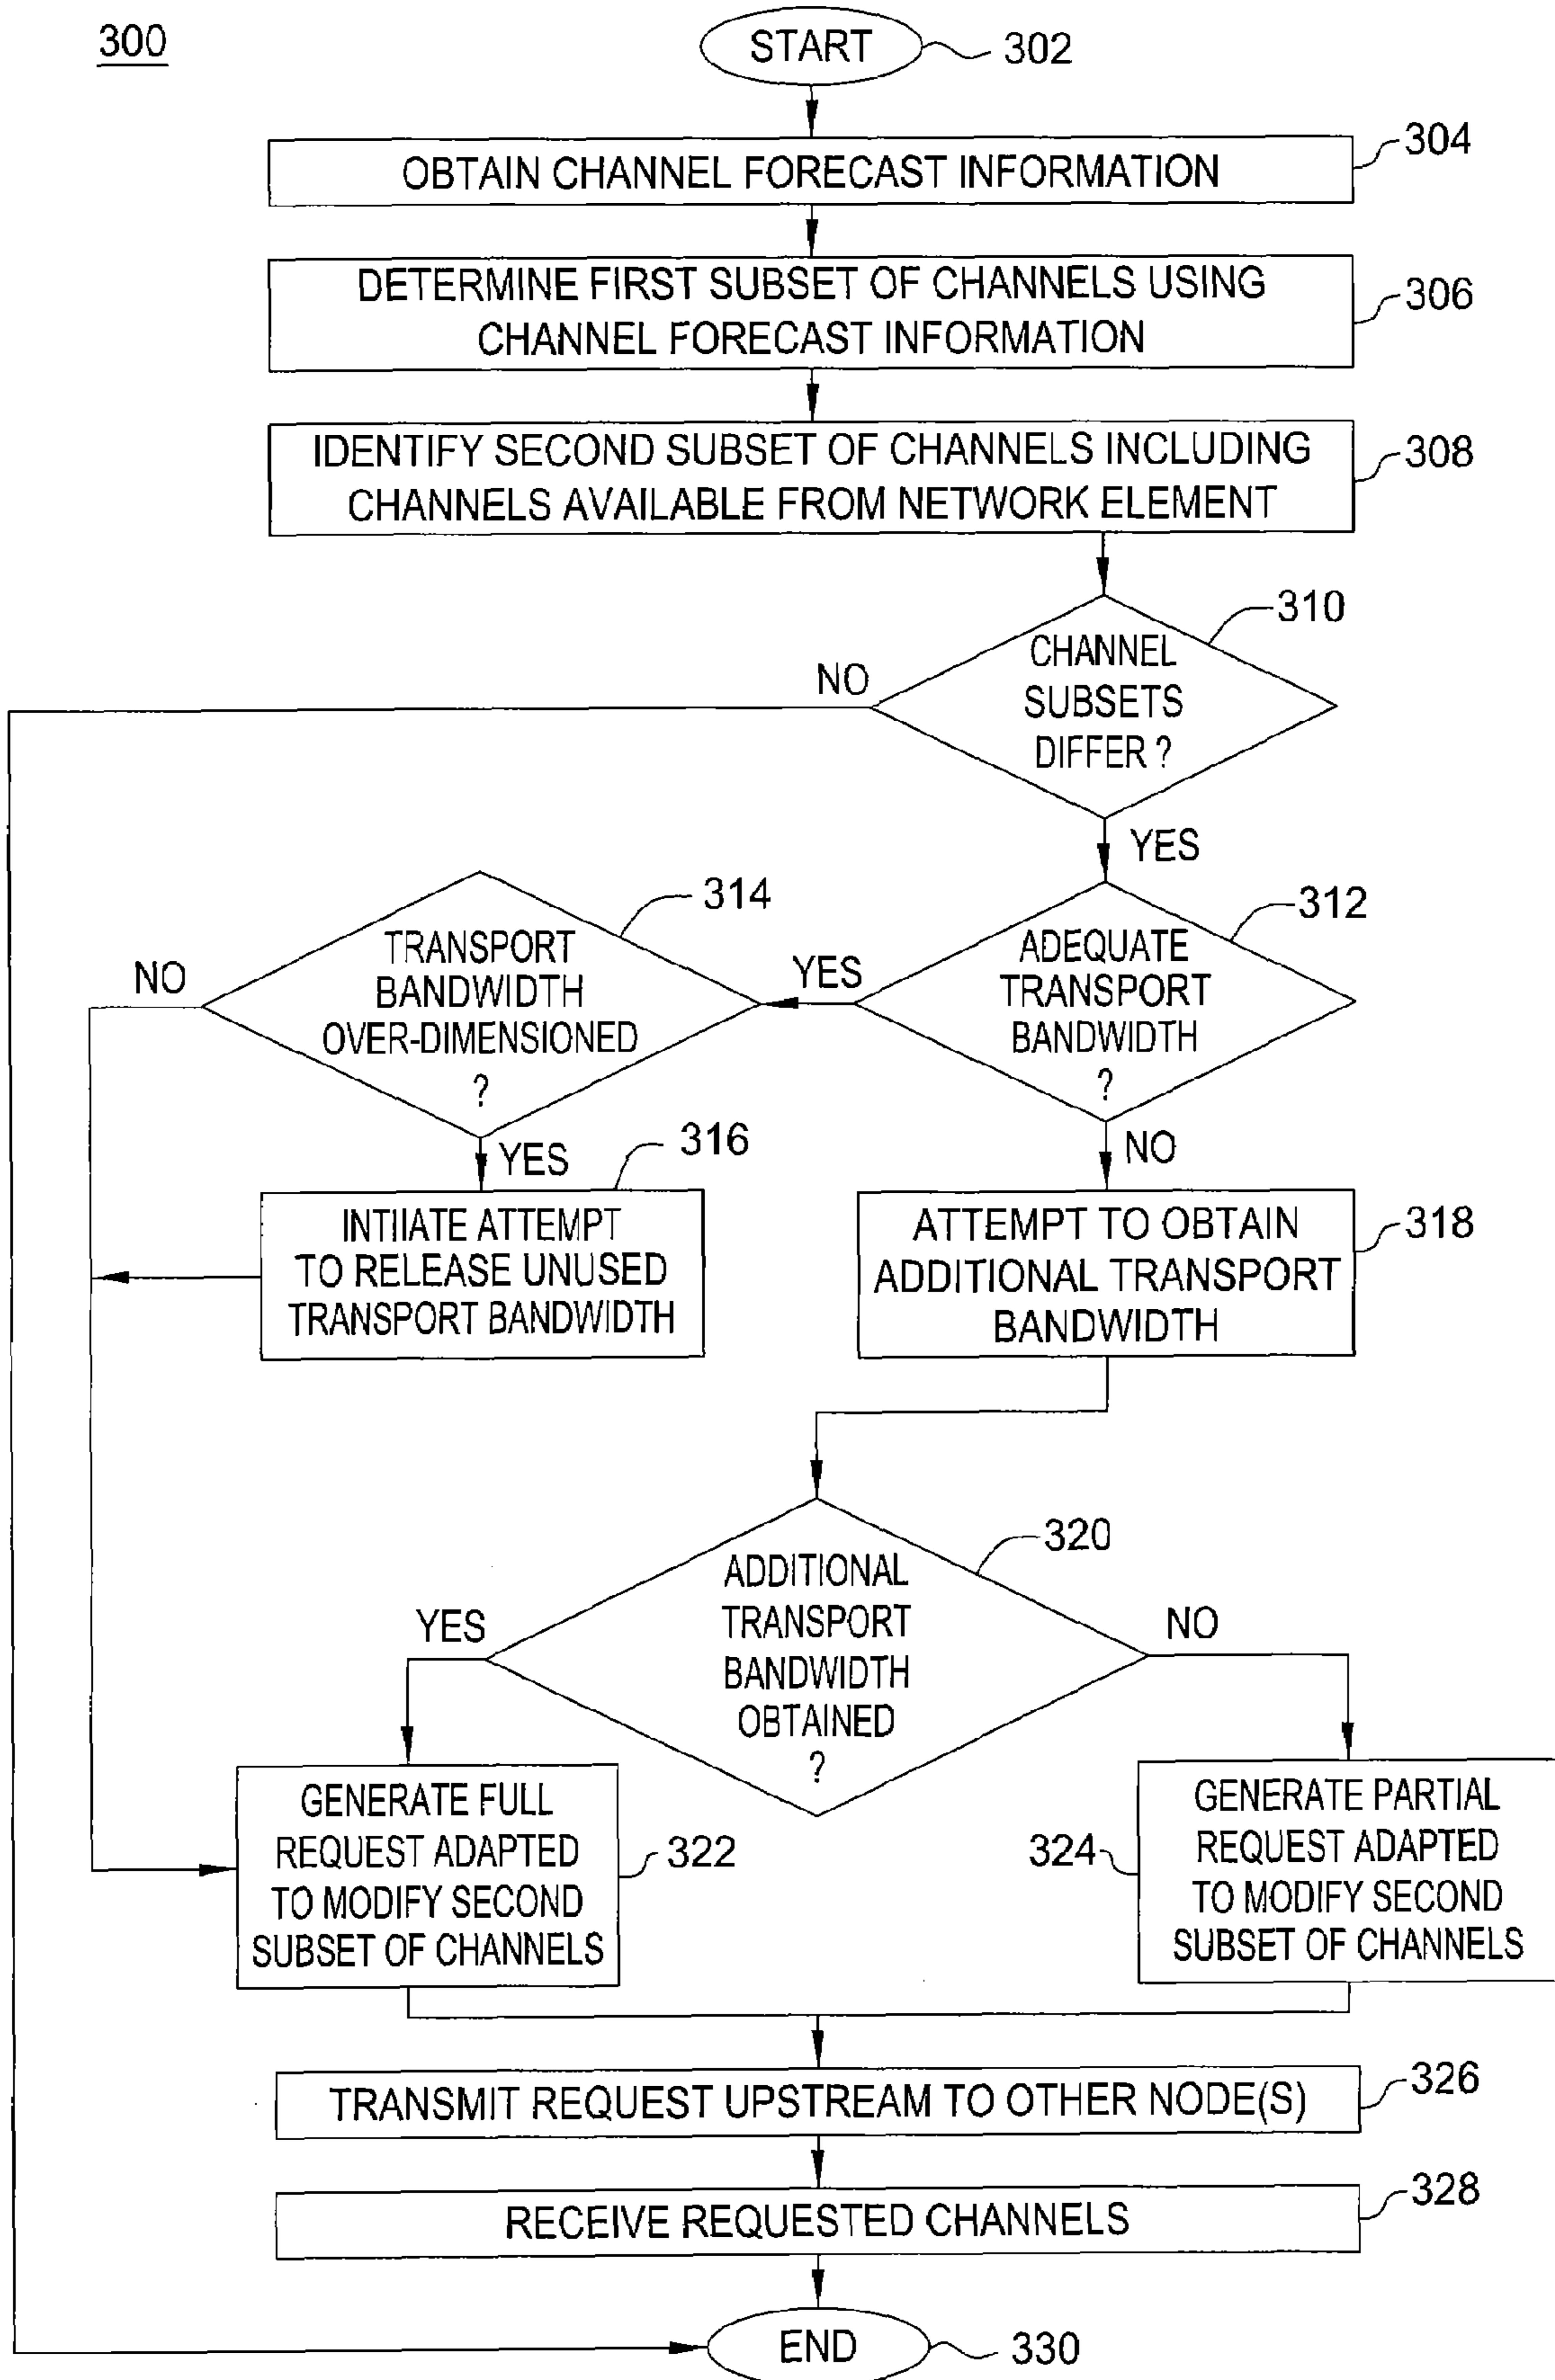 300
START
302
OBTAIN CHANNEL FORECAST INFORMATION
304
DETERMINE FIRST SUBSET OF CHANNELS USING
CHANNEL FORECAST INFORMATION
306
IDENTIFY SECOND SUBSET OF CHANNELS INCLUDING
CHANNELS AVAILABLE FROM NETWORK ELEMENT
308
310
CHANNEL
SUBSETS
DIFFER ?
NO
YES
314
TRANSPORT
BANDWIDTH
OVER-DIMENSIONED
?
NO
YES
312
ADEQUATE
TRANSPORT
BANDWIDTH
?
YES
NO
316
INTIIATE ATTEMPT
TO RELEASE UNUSED
TRANSPORT BANDWIDTH
ATTEMPT TO OBTAIN
ADDITIONAL TRANSPORT
BANDWIDTH
318
320
ADDITIONAL
TRANSPORT
BANDWIDTH
OBTAINED
?
YES
NO
GENERATE FULL
REQUEST ADAPTED
TO MODIFY SECOND
SUBSET OF CHANNELS
322
324
GENERATE PARTIAL
REQUEST ADAPTED
TO MODIFY SECOND
SUBSET OF CHANNELS
TRANSMIT REQUEST UPSTREAM TO OTHER NODE(S)
326
RECEIVE REQUESTED CHANNELS
328
END
330